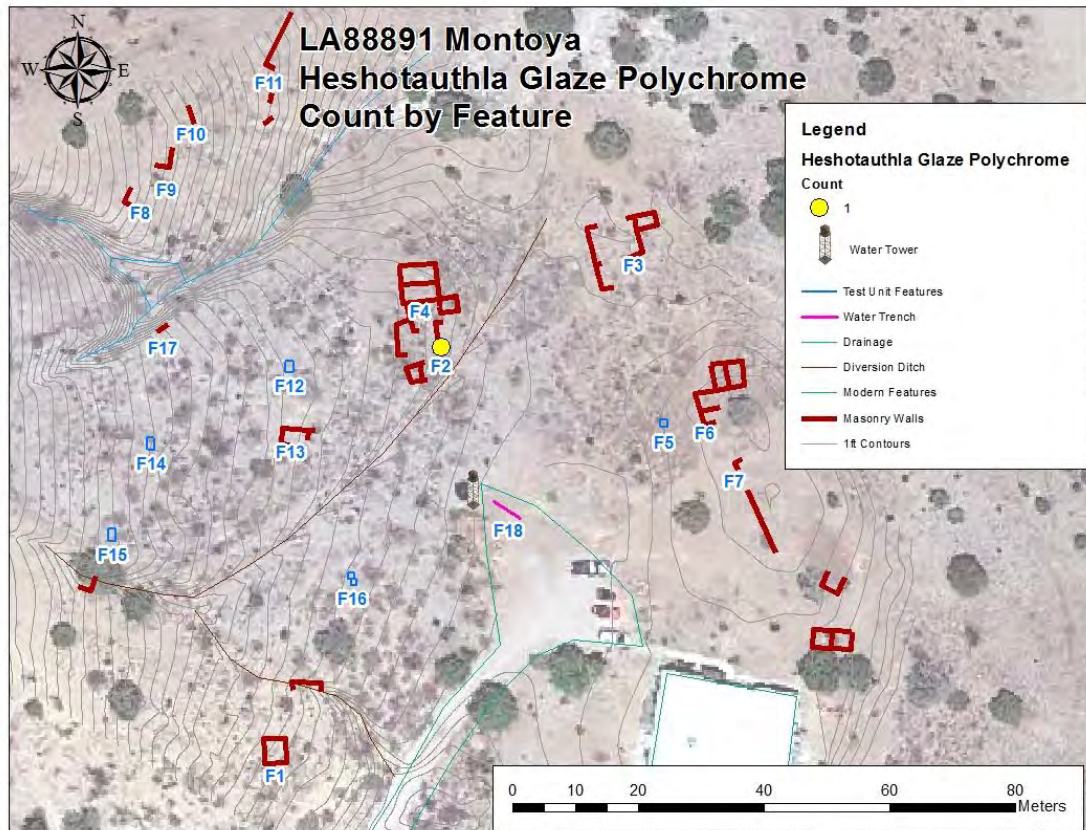 N
W E
S
LA88891 Montoya
Heshotauthla Glaze Polychrome
Count by Feature
F11
F10
F9
F8
F3
F4
F17
F2
F12
F13
F14
F5
F6
F7
F18
F15
F16
F1
Legend
Heshotauthla Glaze Polychrome
Count
1
Water Tower
Test Unit Features
Water Trench
Drainage
Diversion Ditch
Modern Features
Masonry Walls
1ft Contours
0 10 20 40 60 80
Meters